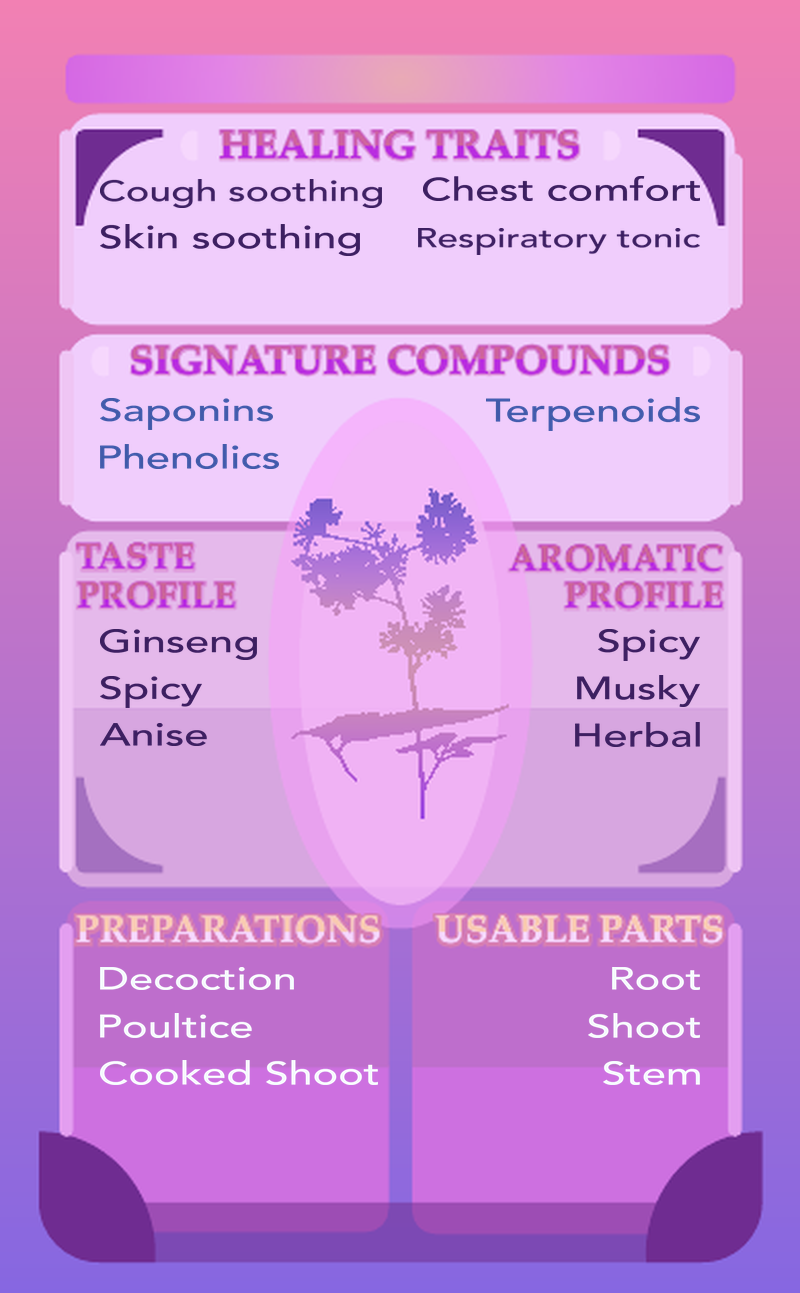 HEALING TRAITS
Cough soothing
Chest comfort
Skin soothing
Respiratory tonic
SIGNATURE COMPOUNDS
Saponins
Terpenoids
Phenolics
TASTE
PROFILE
Ginseng
Spicy
Anise
AROMATIC
PROFILE
Spicy
Musky
Herbal
PREPARATIONS
Decoction
Poultice
Cooked Shoot
USABLE PARTS
Root
Shoot
Stem